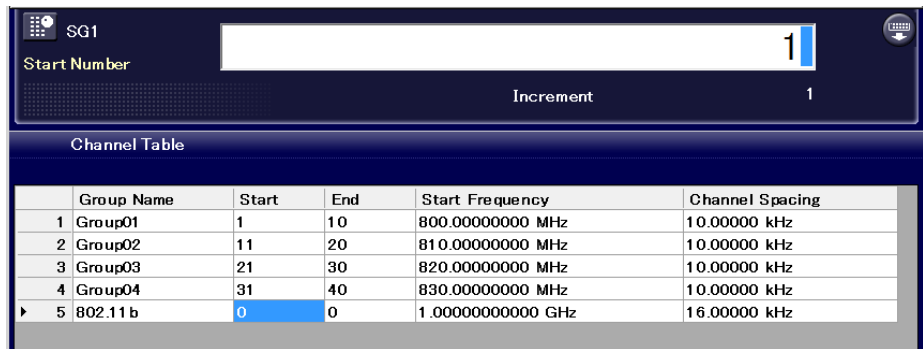 SG1
1
Start Number
Increment 1
Channel Table
Group Name Start End Start Frequency Channel Spacing
1 Group01 1 10 800.00000000 MHz 10.00000 kHz
2 Group02 11 20 810.00000000 MHz 10.00000 kHz
3 Group03 21 30 820.00000000 MHz 10.00000 kHz
4 Group04 31 40 830.00000000 MHz 10.00000 kHz
5 802.11b 0 0 1.00000000000 GHz 16.00000 kHz